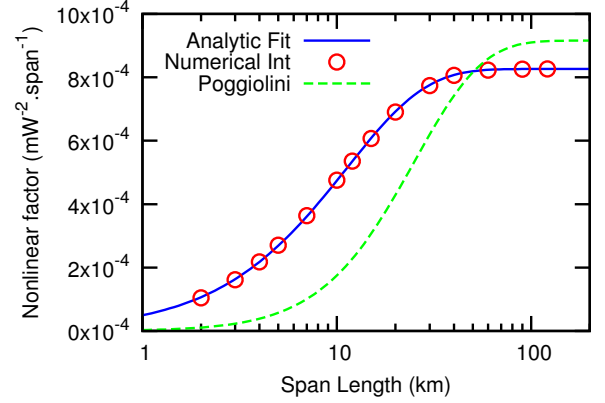 10x10⁻⁴
8x10⁻⁴
6x10⁻⁴
4x10⁻⁴
2x10⁻⁴
0x10⁻⁴
Nonlinear factor (mW⁻².span⁻¹)
Analytic Fit
Numerical Int
Poggiolini
1
10
100
Span Length (km)